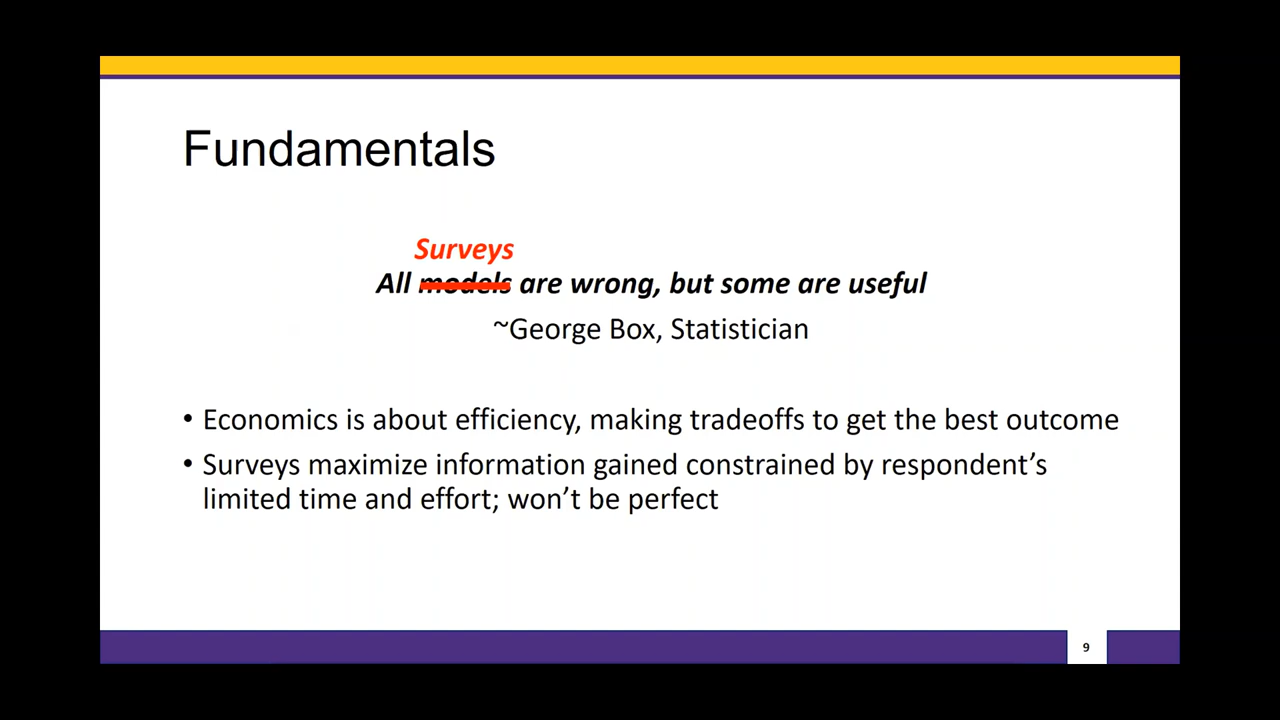 Fundamentals
Surveys
All models are wrong, but some are useful
~George Box, Statistician
• Economics is about efficiency, making tradeoffs to get the best outcome
• Surveys maximize information gained constrained by respondent’s
limited time and effort; won’t be perfect
9